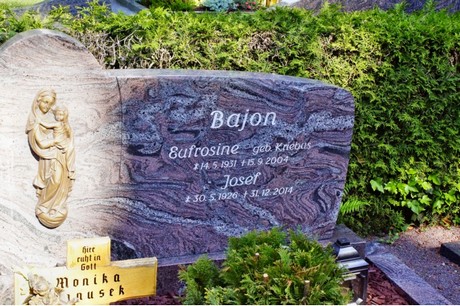 Bajon
Eufrosine geb. Kriebus
* 14.5.1931 † 15.9.2004
Josef
* 30.5.1926 † 31.12.2014
hier
ruht in
Gott
Monika